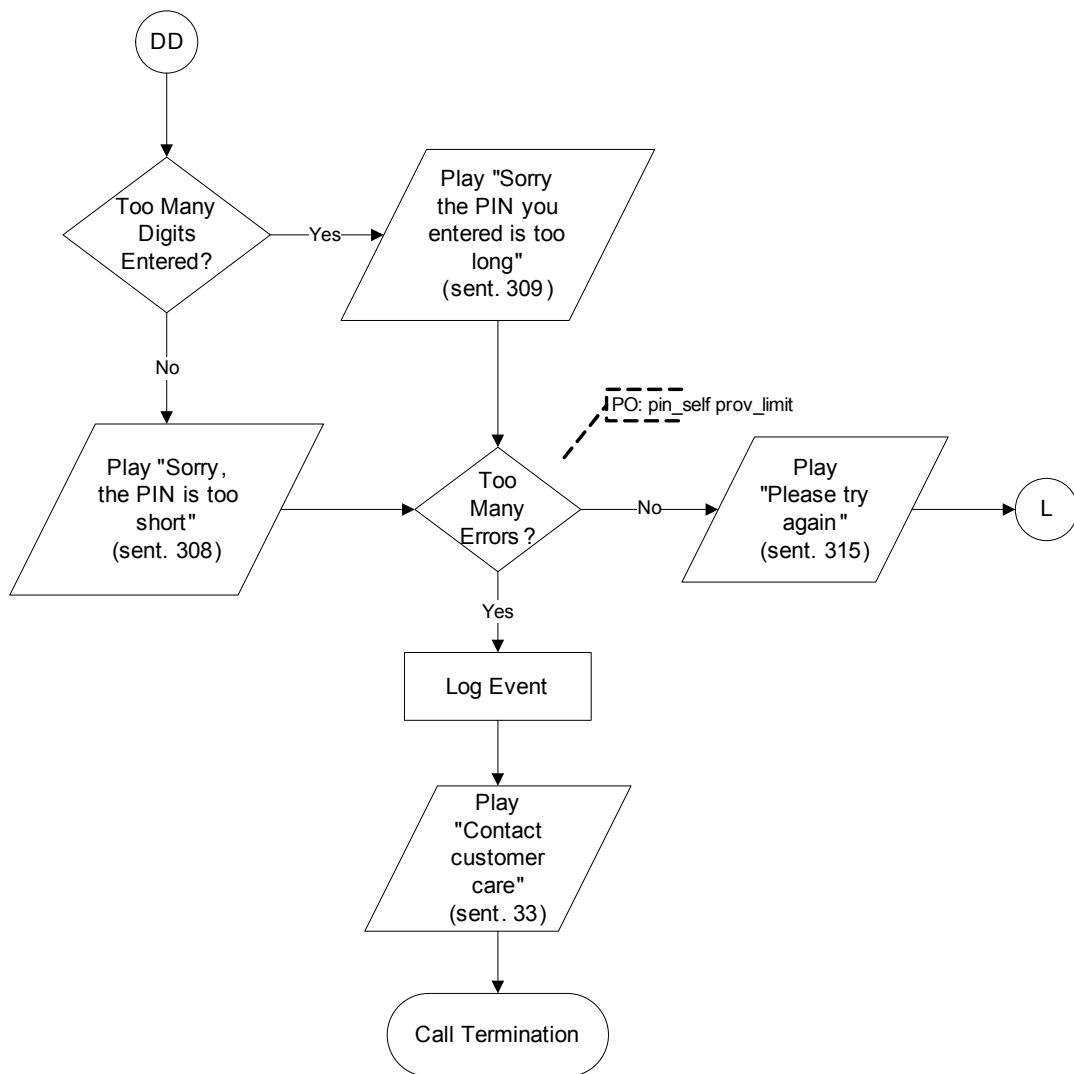 DD
Too Many
Digits
Entered?
Yes
Play "Sorry
the PIN you
entered is too
long"
(sent. 309)
No
PO: pin_self prov_limit
Play "Sorry,
the PIN is too
short"
(sent. 308)
Too
Many
Errors?
No
Play
"Please try
again"
(sent. 315)
L
Yes
Log Event
Play
"Contact
customer
care"
(sent. 33)
Call Termination